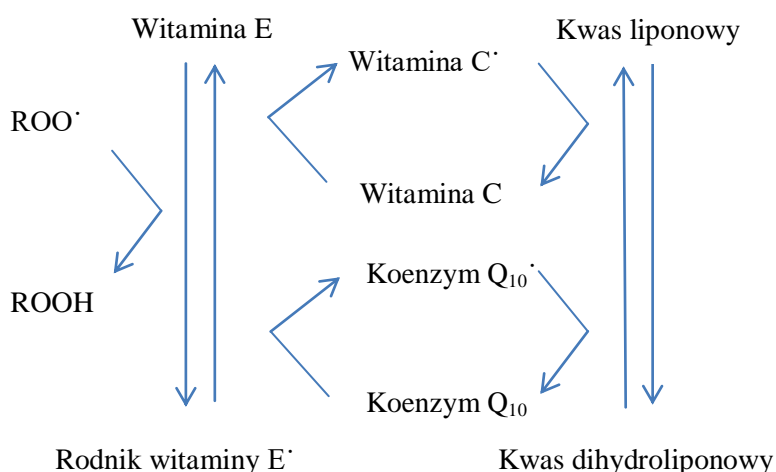 Witamina E
Kwas liponowy
Witamina C˙
ROO˙
Witamina C
Koenzym Q₁₀˙
ROOH
Koenzym Q₁₀
Rodnik witaminy E˙
Kwas dihydroliponowy